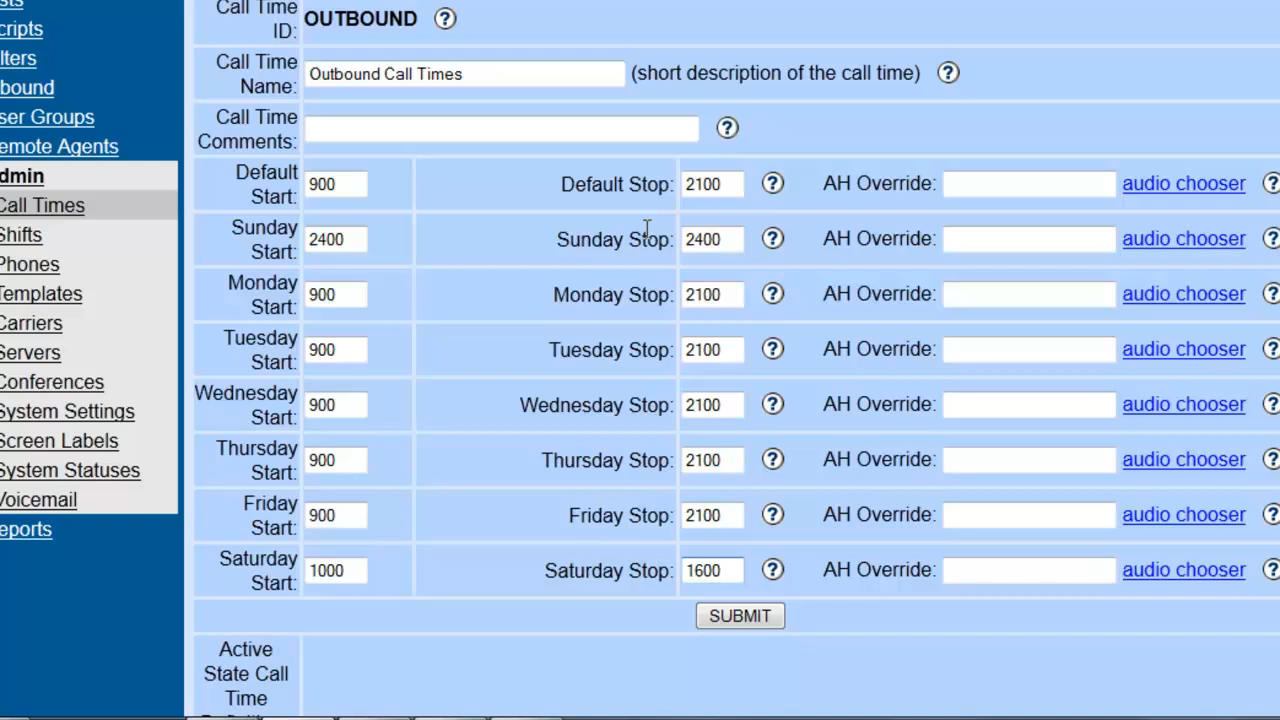 sts
cripts
lters
bound
ser Groups
emote Agents
dmin
Call Times
Shifts
Phones
Templates
Carriers
Servers
Conferences
System Settings
Screen Labels
System Statuses
Voicemail
eports
Call Time
ID: OUTBOUND ?
Call Time
Name: Outbound Call Times (short description of the call time) ?
Call Time
Comments: ?
Default
Start: 900 Default Stop: 2100 ? AH Override: audio chooser ?
Sunday
Start: 2400 Sunday Stop: 2400 ? AH Override: audio chooser ?
Monday
Start: 900 Monday Stop: 2100 ? AH Override: audio chooser ?
Tuesday
Start: 900 Tuesday Stop: 2100 ? AH Override: audio chooser ?
Wednesday
Start: 900 Wednesday Stop: 2100 ? AH Override: audio chooser ?
Thursday
Start: 900 Thursday Stop: 2100 ? AH Override: audio chooser ?
Friday
Start: 900 Friday Stop: 2100 ? AH Override: audio chooser ?
Saturday
Start: 1000 Saturday Stop: 1600 ? AH Override: audio chooser ?
SUBMIT
Active
State Call
Time